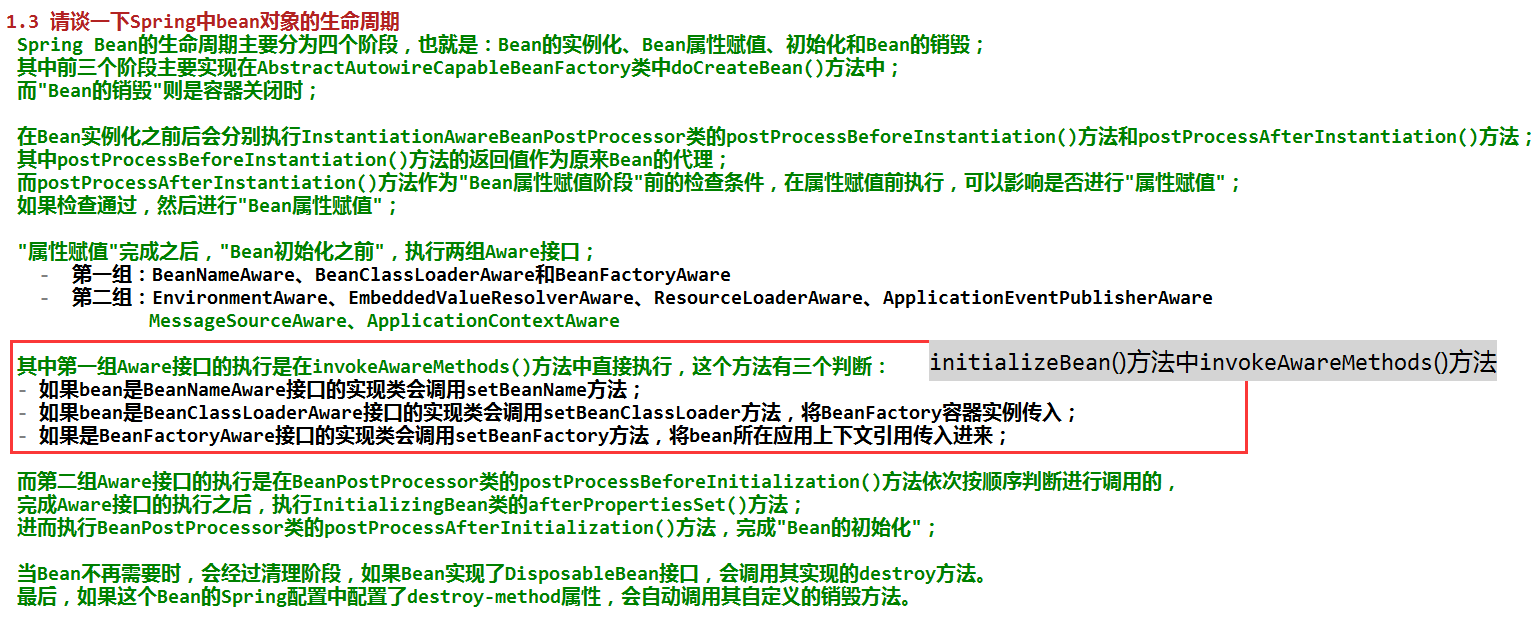 1.3 请谈一下Spring中bean对象的生命周期
Spring Bean的生命周期主要分为四个阶段，也就是：Bean的实例化、Bean属性赋值、初始化和Bean的销毁；
其中前三个阶段主要实现在AbstractAutowireCapableBeanFactory类中doCreateBean()方法中；
而"Bean的销毁"则是容器关闭时；
在Bean实例化之前后会分别执行InstantiationAwareBeanPostProcessor类的postProcessBeforeInstantiation()方法和postProcessAfterInstantiation()方法；
其中postProcessBeforeInstantiation()方法的返回值作为原来Bean的代理；
而postProcessAfterInstantiation()方法作为"Bean属性赋值阶段"前的检查条件，在属性赋值前执行，可以影响是否进行"属性赋值"；
如果检查通过，然后进行"Bean属性赋值"；
"属性赋值"完成之后，"Bean初始化之前"，执行两组Aware接口；
- 第一组：BeanNameAware、BeanClassLoaderAware和BeanFactoryAware
- 第二组：EnvironmentAware、EmbeddedValueResolverAware、ResourceLoaderAware、ApplicationEventPublisherAware
MessageSourceAware、ApplicationContextAware
其中第一组Aware接口的执行是在invokeAwareMethods()方法中直接执行，这个方法有三个判断：
initializeBean()方法中invokeAwareMethods()方法
- 如果bean是BeanNameAware接口的实现类会调用setBeanName方法；
- 如果bean是BeanClassLoaderAware接口的实现类会调用setBeanClassLoader方法，将BeanFactory容器实例传入；
- 如果是BeanFactoryAware接口的实现类会调用setBeanFactory方法，将bean所在应用上下文引用传入进来；
而第二组Aware接口的执行是在BeanPostProcessor类的postProcessBeforeInitialization()方法依次按顺序判断进行调用的，
完成Aware接口的执行之后，执行InitializingBean类的afterPropertiesSet()方法；
进而执行BeanPostProcessor类的postProcessAfterInitialization()方法，完成"Bean的初始化"；
当Bean不再需要时，会经过清理阶段，如果Bean实现了DisposableBean接口，会调用其实现的destroy方法。
最后，如果这个Bean的Spring配置中配置了destroy-method属性，会自动调用其自定义的销毁方法。